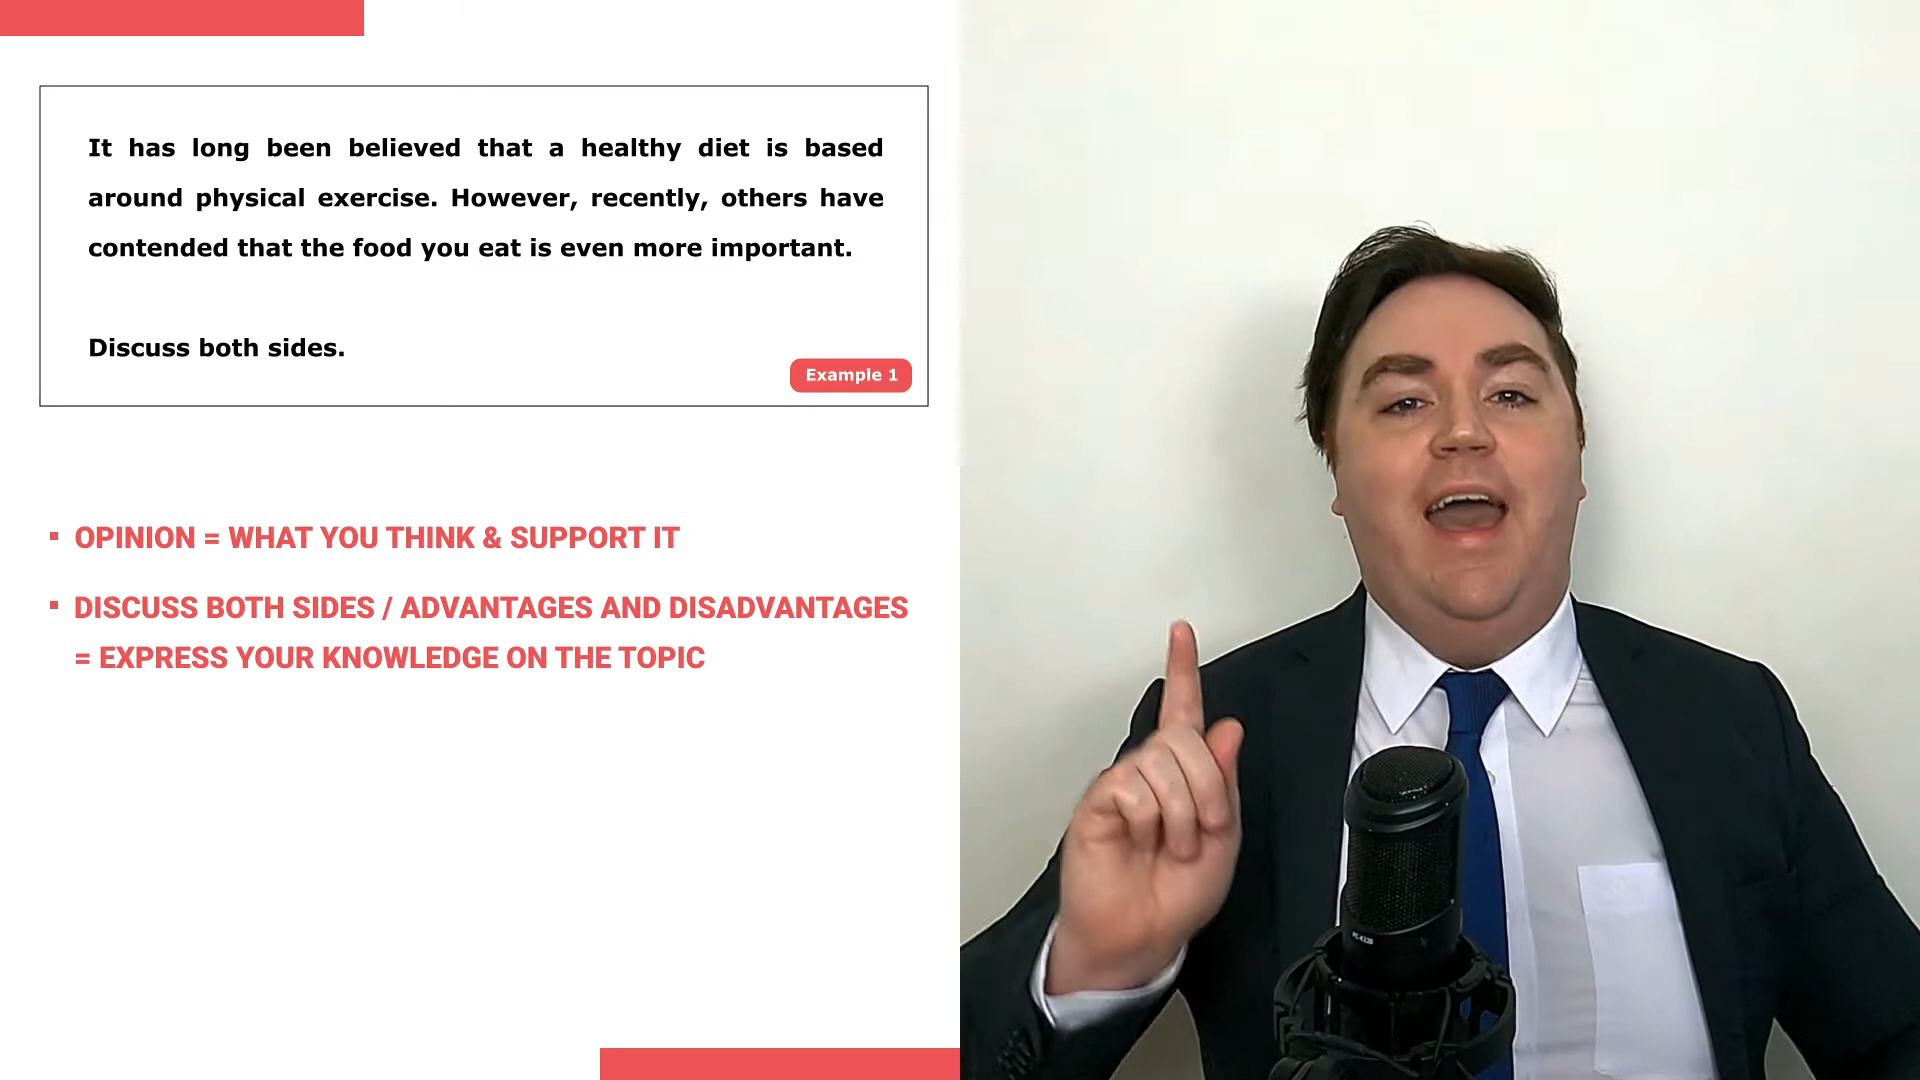 It has long been believed that a healthy diet is based
around physical exercise. However, recently, others have
contended that the food you eat is even more important.
Discuss both sides.
Example 1
▪ OPINION = WHAT YOU THINK & SUPPORT IT
▪ DISCUSS BOTH SIDES / ADVANTAGES AND DISADVANTAGES
= EXPRESS YOUR KNOWLEDGE ON THE TOPIC